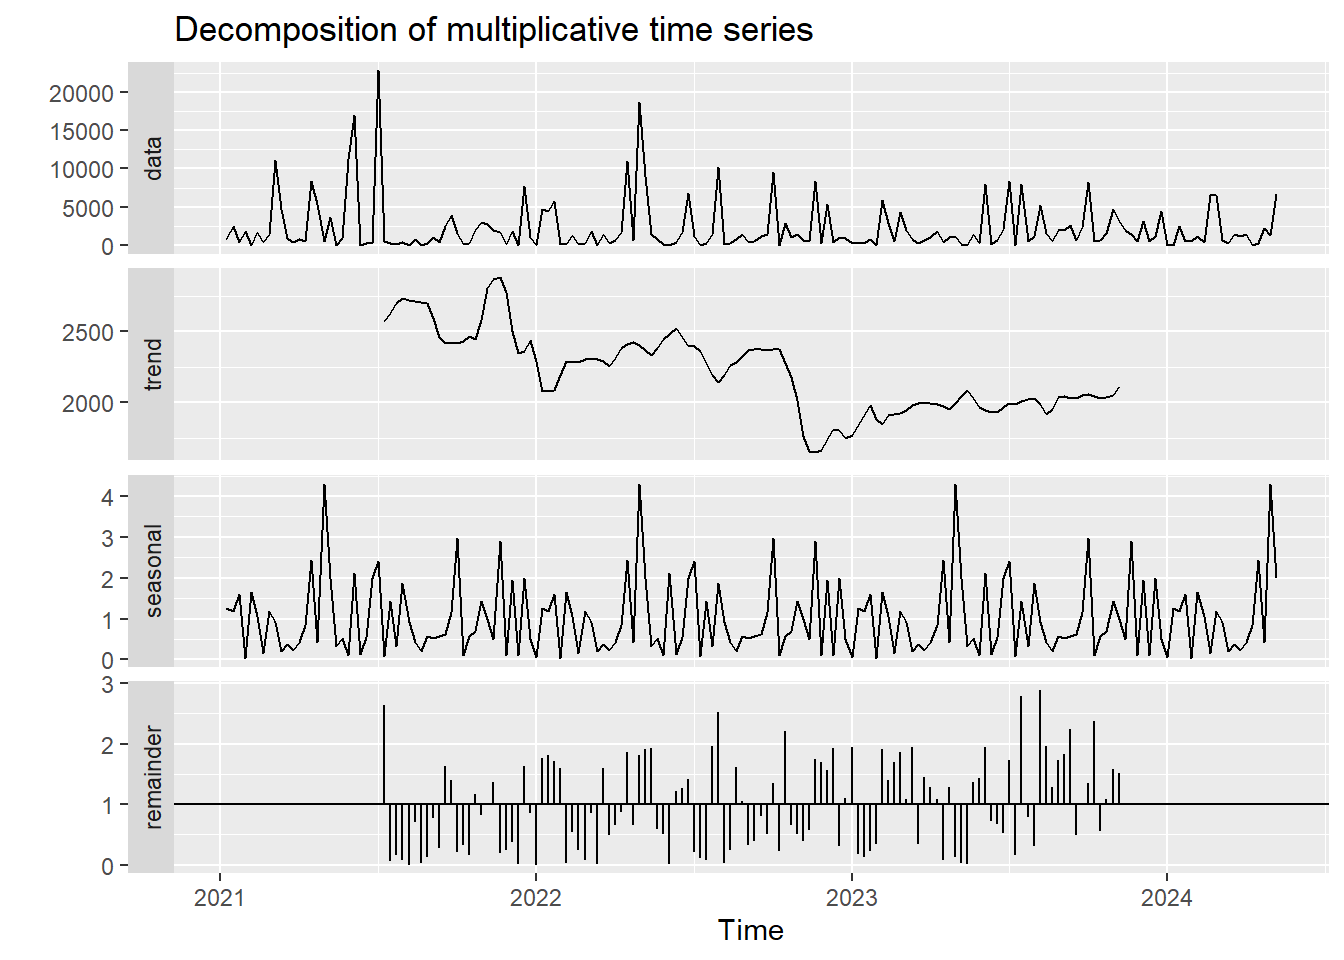 Decomposition of multiplicative time series
20000
15000
10000
5000
0
data
2500
2000
trend
4
3
2
1
0
seasonal
3
2
1
0
remainder
2021 2022 2023 2024
Time